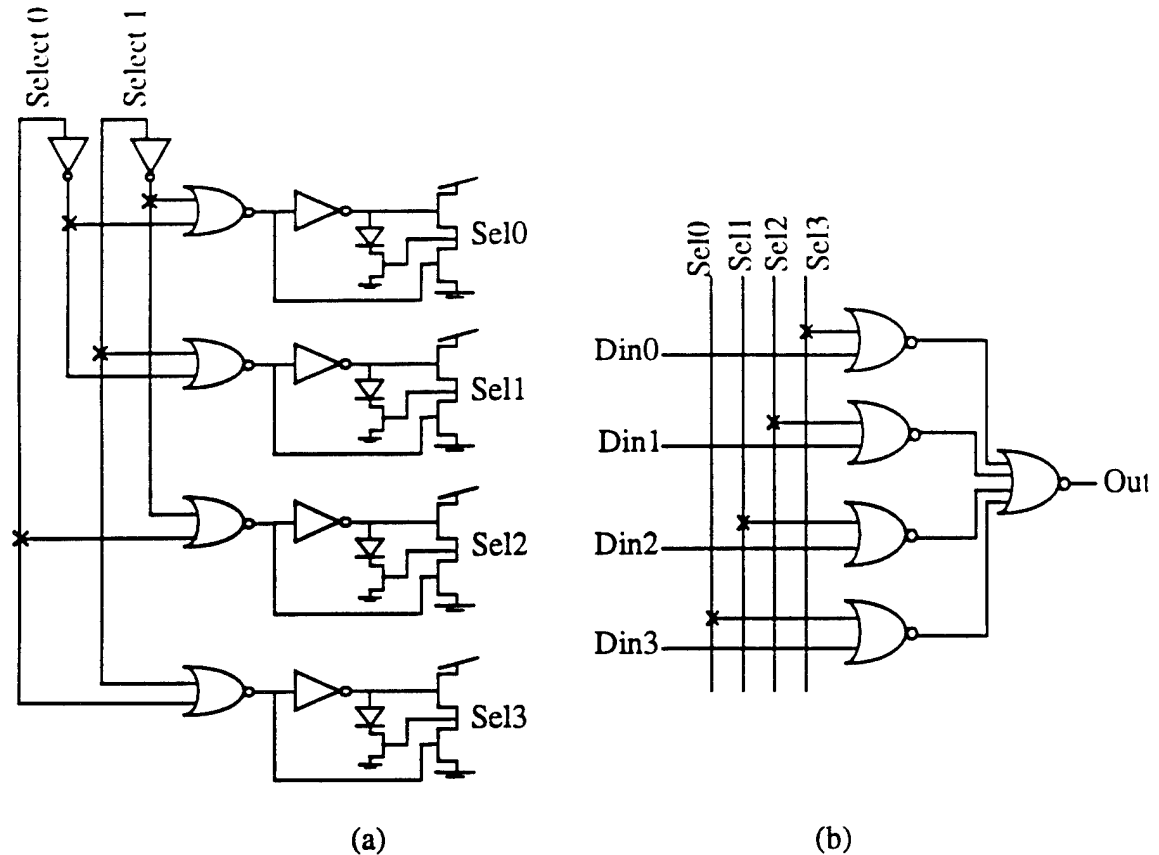 Select 0
Select 1
Sel0
Sel1
Sel2
Sel3
(a)
Sel0
Sel1
Sel2
Sel3
Din0
Din1
Din2
Din3
Out
(b)